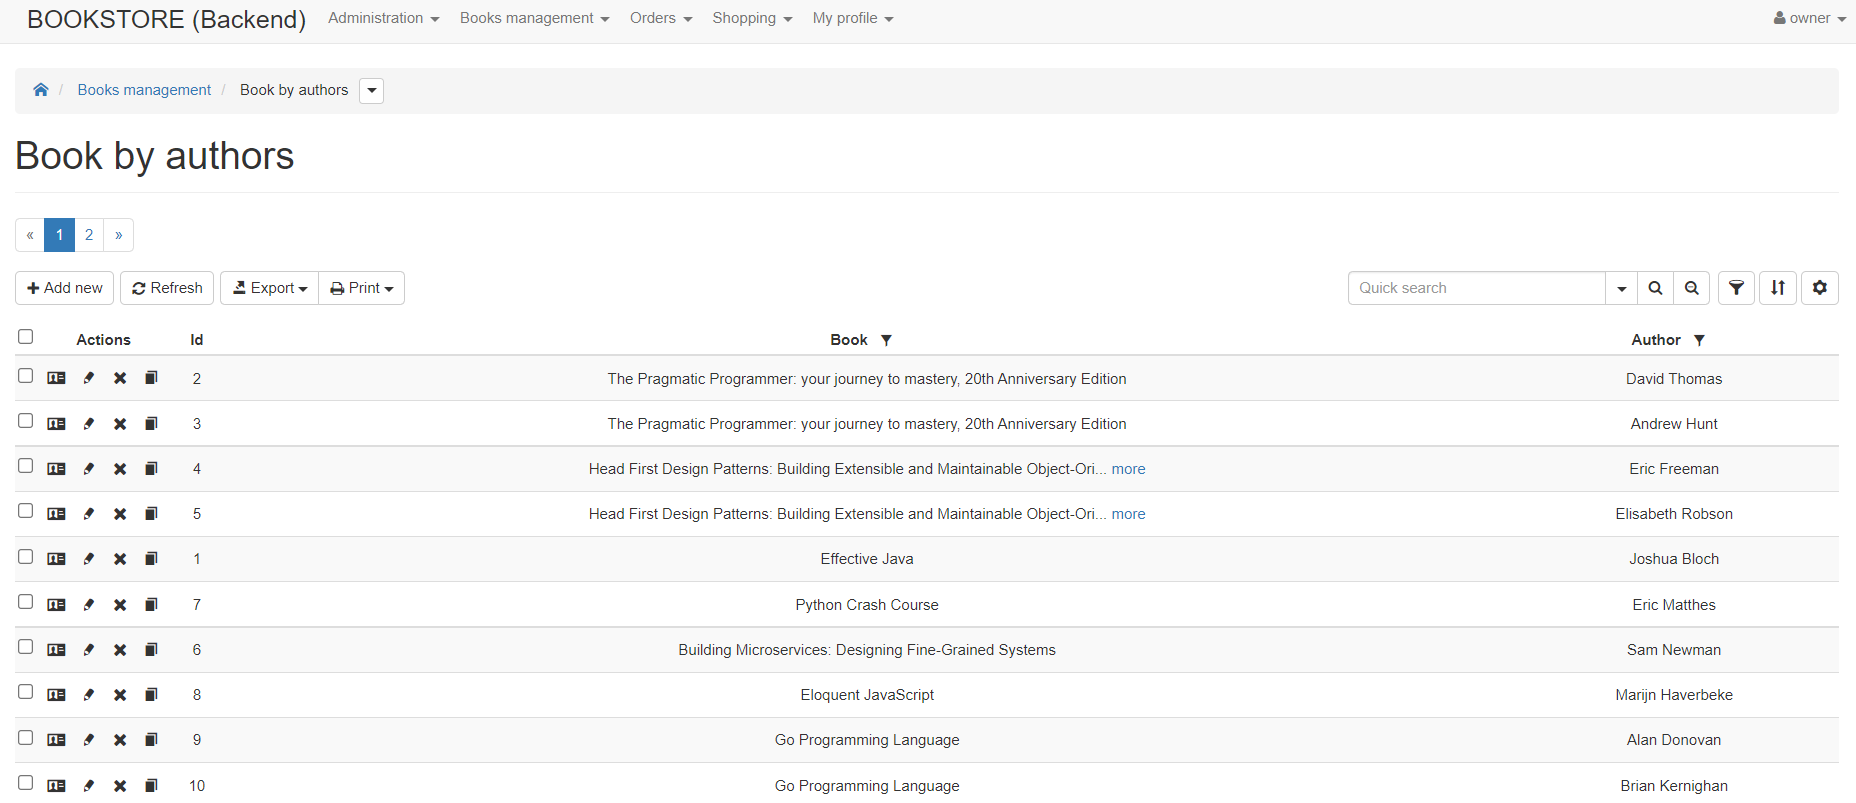 BOOKSTORE (Backend) Administration Books management Orders Shopping My profile owner
/ Books management / Book by authors
Book by authors
« 1 2 »
Add new Refresh Export Print Quick search
Actions Id Book Author
2 The Pragmatic Programmer: your journey to mastery, 20th Anniversary Edition David Thomas
3 The Pragmatic Programmer: your journey to mastery, 20th Anniversary Edition Andrew Hunt
4 Head First Design Patterns: Building Extensible and Maintainable Object-Ori... more Eric Freeman
5 Head First Design Patterns: Building Extensible and Maintainable Object-Ori... more Elisabeth Robson
1 Effective Java Joshua Bloch
7 Python Crash Course Eric Matthes
6 Building Microservices: Designing Fine-Grained Systems Sam Newman
8 Eloquent JavaScript Marijn Haverbeke
9 Go Programming Language Alan Donovan
10 Go Programming Language Brian Kernighan